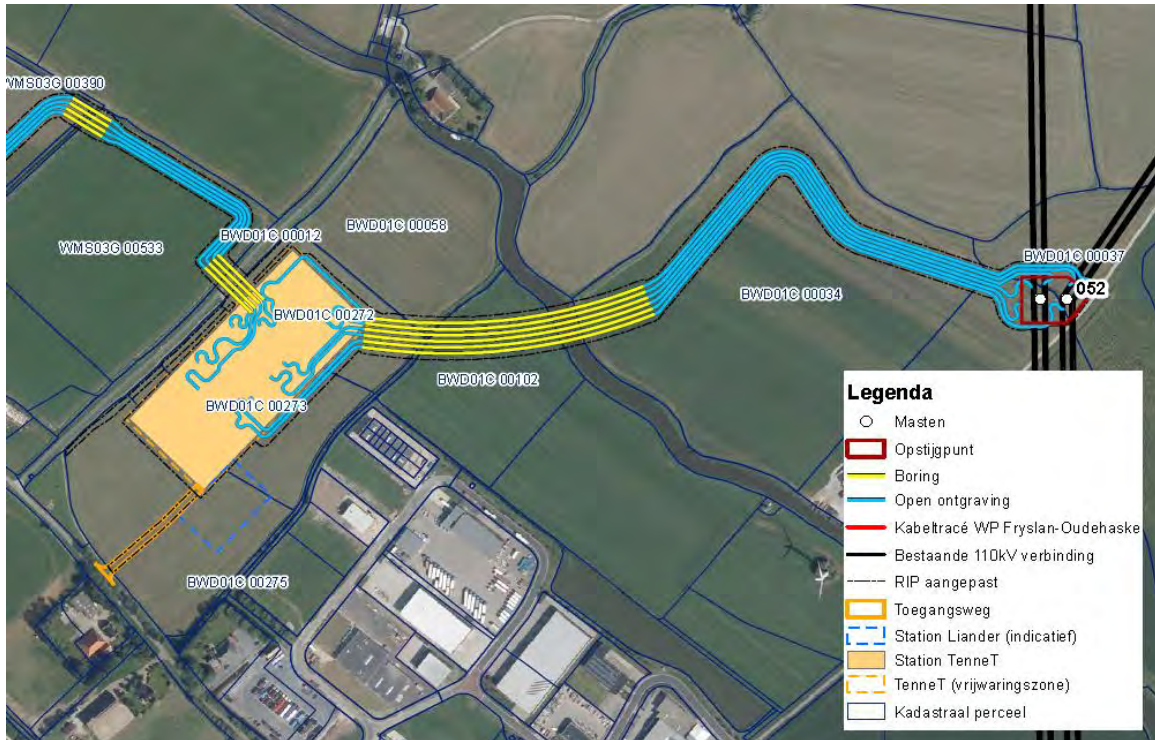 WMS03G 00390
BWD01C 00012
BWD01C 00058
WMS03G 00533
BWD01C 00037
052
BWD01C 00034
BWD01C 00272
BWD01C 00102
BWD01C 00273
BWD01C 00275
Legenda
Masten
Opstijgpunt
Boring
Open ontgraving
Kabeltracé WP Fryslan-Oudehaske
Bestaande 110kV verbinding
RIP aangepast
Toegangsweg
Station Liander (indicatief)
Station TenneT
TenneT (vrijwaringszone)
Kadastraal perceel